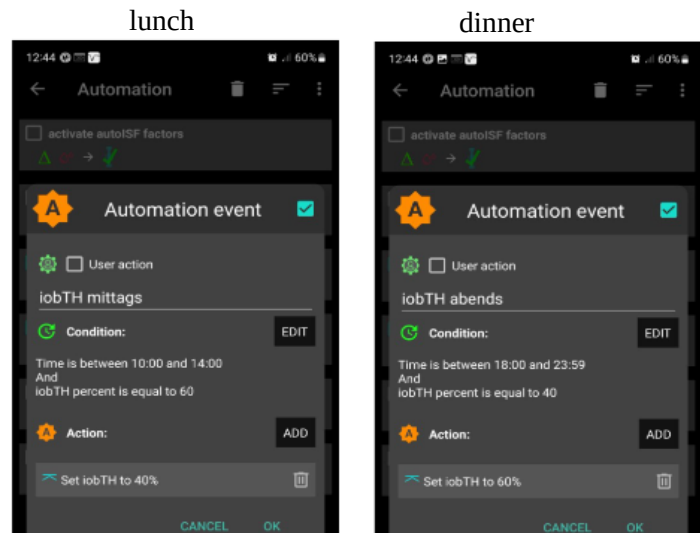 lunch
12:44 60%
Automation
activate autoISF factors
Automation event
User action
iobTH mittags
Condition: EDIT
Time is between 10:00 and 14:00
And
iobTH percent is equal to 60
Action: ADD
Set iobTH to 40%
CANCEL OK
dinner
12:44 60%
Automation
activate autoISF factors
Automation event
User action
iobTH abends
Condition: EDIT
Time is between 18:00 and 23:59
And
iobTH percent is equal to 40
Action: ADD
Set iobTH to 60%
CANCEL OK